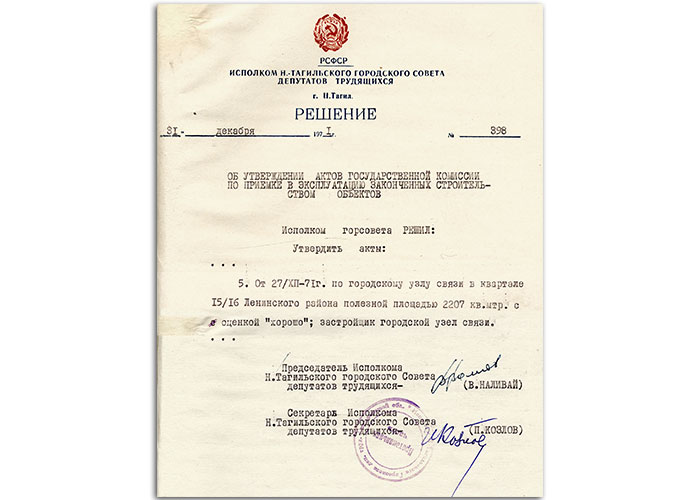 РСФСР
ИСПОЛКОМ Н.-ТАГИЛЬСКОГО ГОРОДСКОГО СОВЕТА
ДЕПУТАТОВ ТРУДЯЩИХСЯ
г. Н.Тагил.
РЕШЕНИЕ
31- декабря 1971г. № 398
ОБ УТВЕРЖДЕНИИ АКТОВ ГОСУДАРСТВЕННОЙ КОМИССИИ
ПО ПРИЕМКЕ В ЭКСПЛУАТАЦИЮ ЗАКОНЧЕННЫХ СТРОИТЕЛЬ-
СТВОМ ОБЪЕКТОВ
Исполком горсовета РЕШИЛ:
Утвердить акты:
...
5. От 27/ХП-71г. по городскому узлу связи в квартале
15/16 Ленинского района полезной площадью 2207 кв.мтр. с
оценкой "хорошо"; застройщик городской узел связи.
...
Председатель Исполкома
Н.Тагильского городского Совета
депутатов трудящихся- (В.НАЛИВАЙ)
Секретарь Исполкома
Н.Тагильского городского Совета
депутатов трудящихся- (П.КОЗЛОВ)